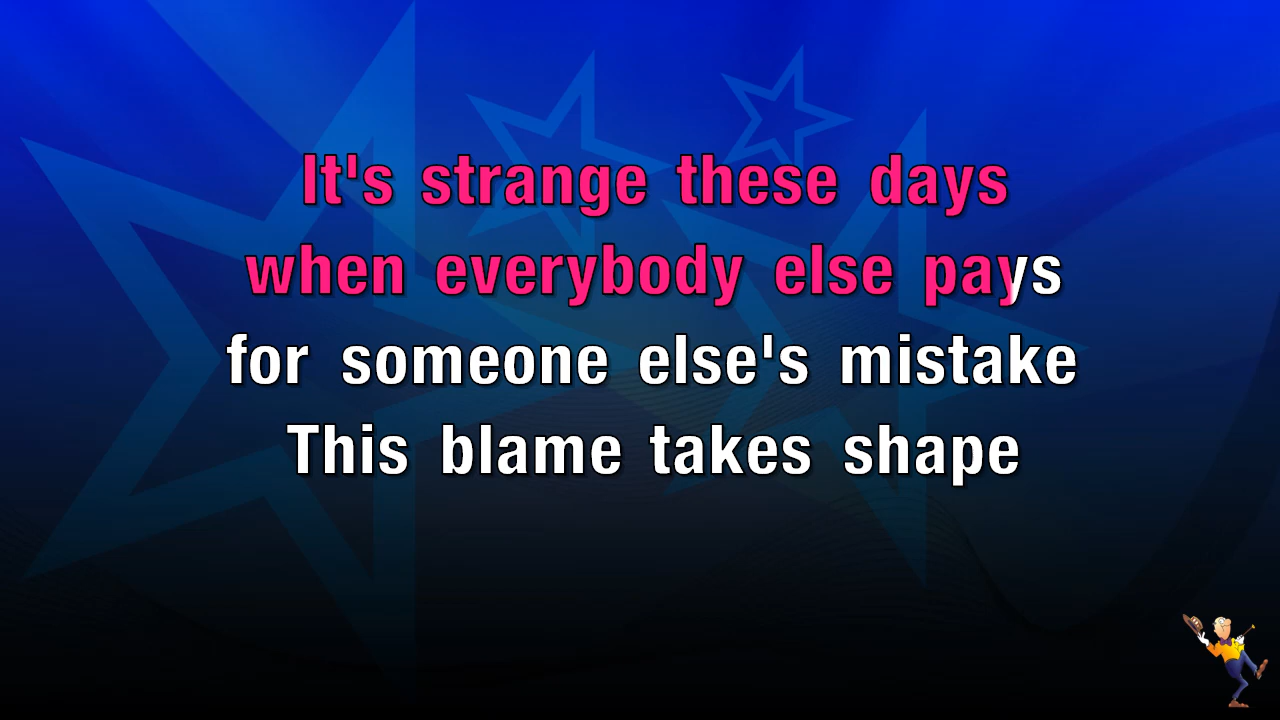 It's strange these days
when everybody else pays
for someone else's mistake
This blame takes shape